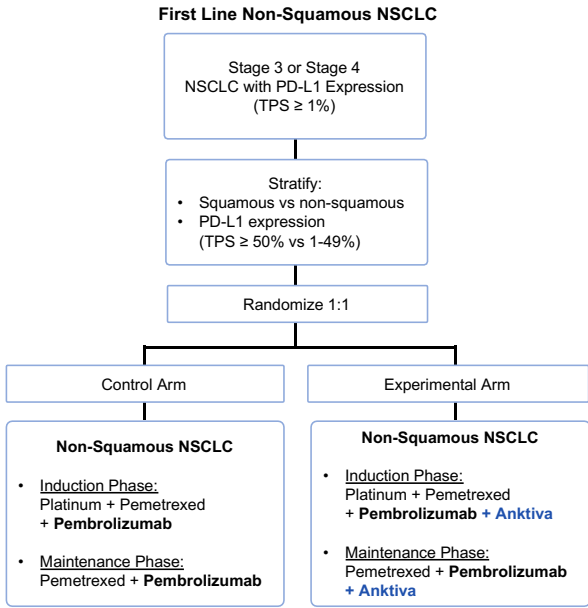 First Line Non-Squamous NSCLC
Stage 3 or Stage 4
NSCLC with PD-L1 Expression
(TPS ≥ 1%)
Stratify:
• Squamous vs non-squamous
• PD-L1 expression
(TPS ≥ 50% vs 1-49%)
Randomize 1:1
Control Arm
Non-Squamous NSCLC
• Induction Phase:
Platinum + Pemetrexed
+ Pembrolizumab
• Maintenance Phase:
Pemetrexed + Pembrolizumab
Experimental Arm
Non-Squamous NSCLC
• Induction Phase:
Platinum + Pemetrexed
+ Pembrolizumab + Anktiva
• Maintenance Phase:
Pemetrexed + Pembrolizumab
+ Anktiva